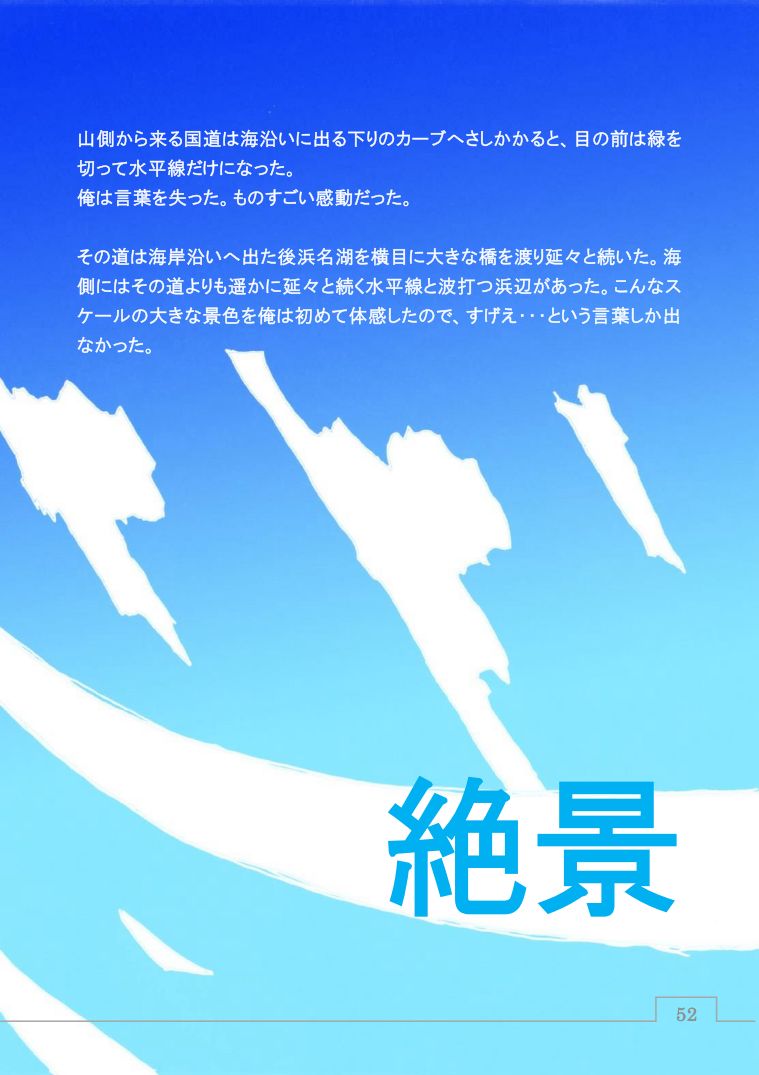 山側から来る国道は海沿いに出る下りのカーブへさしかかると、目の前は緑を
切って水平線だけになった。
俺は言葉を失った。ものすごい感動だった。
その道は海岸沿いへ出た後浜名湖を横目に大きな橋を渡り延々と続いた。海
側にはその道よりも遥かに延々と続く水平線と波打つ浜辺があった。こんなス
ケールの大きな景色を俺は初めて体感したので、すげえ・・・という言葉しか出
なかった。
絶景
52